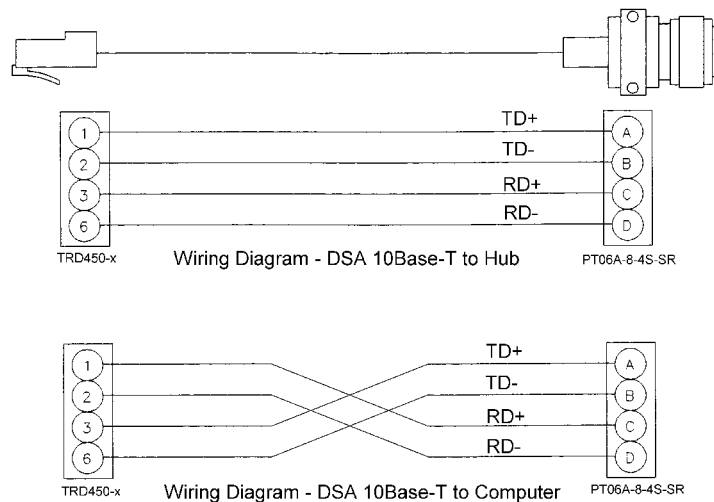 TD+
1 A
TD-
2 B
RD+
3 C
RD-
6 D
TRD450-x Wiring Diagram - DSA 10Base-T to Hub PT06A-8-4S-SR
TD+
1 A
TD-
2 B
RD+
3 C
RD-
6 D
TRD450-x Wiring Diagram - DSA 10Base-T to Computer PT06A-8-4S-SR